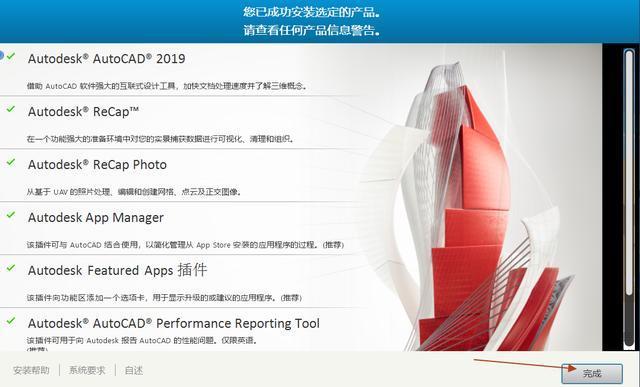 您已成功安装选定的产品。
请查看任何产品信息警告。
Autodesk® AutoCAD® 2019
借助 AutoCAD 软件强大的互联式设计工具，加快文档处理速度并了解三维概念。
Autodesk® ReCap™
在一个功能强大的准备环境中对您的实景捕获数据进行可视化、清理和组织。
Autodesk® ReCap Photo
从基于 UAV 的照片处理、编辑和创建网格、点云及正交图像。
Autodesk App Manager
该插件可与 AutoCAD 结合使用，以简化管理从 App Store 安装的应用程序的过程。(推荐)
Autodesk Featured Apps 插件
该插件向功能区添加一个选项卡，用于显示升级的或建议的应用程序。(推荐)
Autodesk® AutoCAD® Performance Reporting Tool
该插件可用于向 Autodesk 报告 AutoCAD 的性能问题。仅限英语。
(推荐)
安装帮助 系统要求 自述 完成